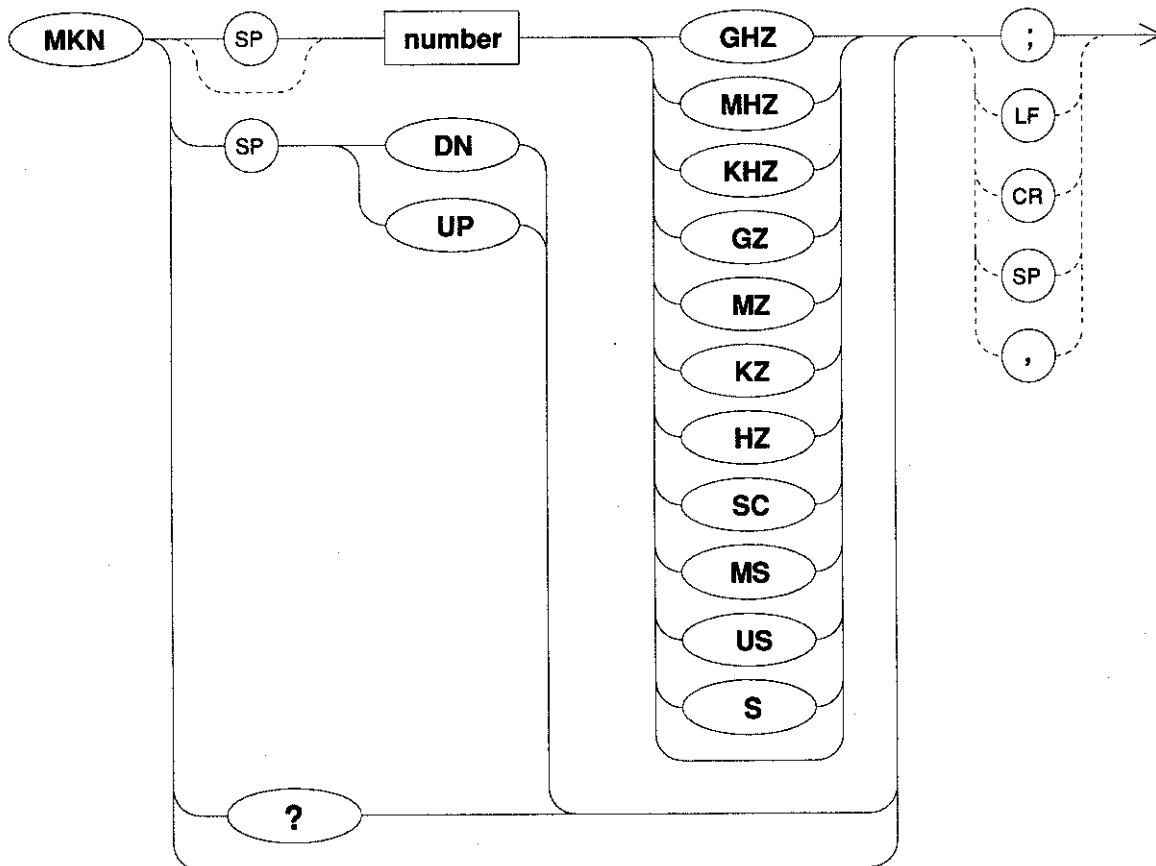 MKN SP number GHZ ;
MHZ LF
SP DN KHZ CR
UP GZ SP
MZ ,
KZ
HZ
SC
MS
US
S
?